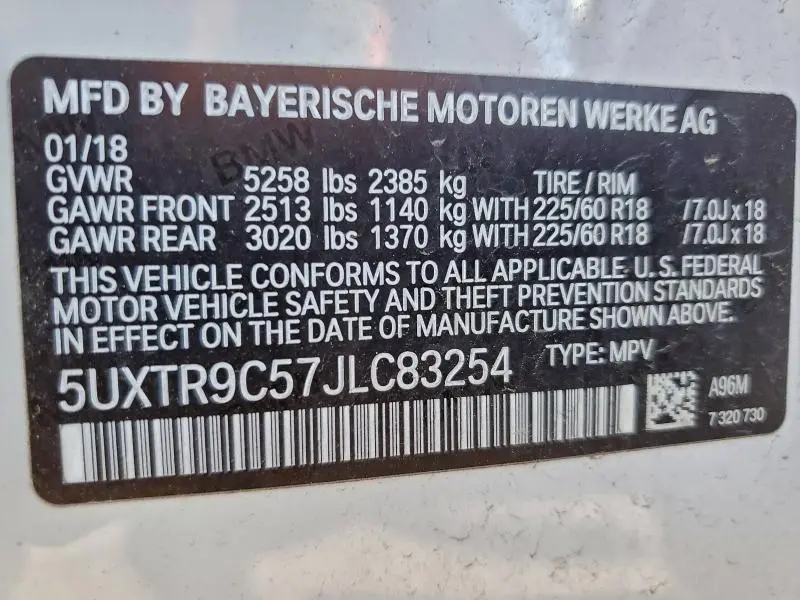 MFD BY BAYERISCHE MOTOREN WERKE AG
01/18
BMW
GVWR 5258 lbs 2385 kg TIRE / RIM
GAWR FRONT 2513 lbs 1140 kg WITH 225/60 R18 /7.0J x 18
GAWR REAR 3020 lbs 1370 kg WITH 225/60 R18 /7.0J x 18
THIS VEHICLE CONFORMS TO ALL APPLICABLE U.S. FEDERAL
MOTOR VEHICLE SAFETY AND THEFT PREVENTION STANDARDS
IN EFFECT ON THE DATE OF MANUFACTURE SHOWN ABOVE.
5UXTR9C57JLC83254 TYPE: MPV
A96M
7 320 730